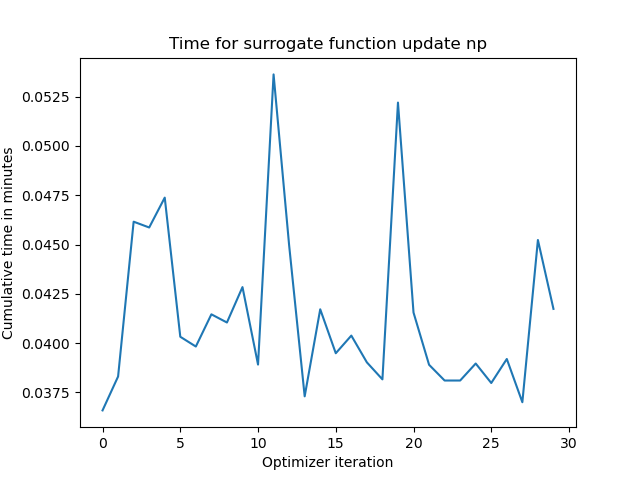 Time for surrogate function update np
Cumulative time in minutes
0.0525
0.0500
0.0475
0.0450
0.0425
0.0400
0.0375
0 5 10 15 20 25 30
Optimizer iteration